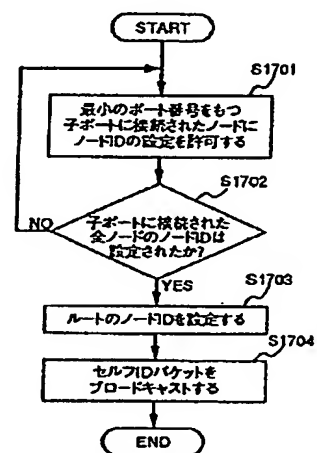 START
S1701
最小のポート番号をもつ
子ポートに接続されたノードに
ノードIDの設定を許可する
S1702
子ポートに接続された
全ノードのノードIDは
設定されたか?
NO
YES
S1703
ルートのノードIDを設定する
S1704
セルフIDパケットを
ブロードキャストする
END